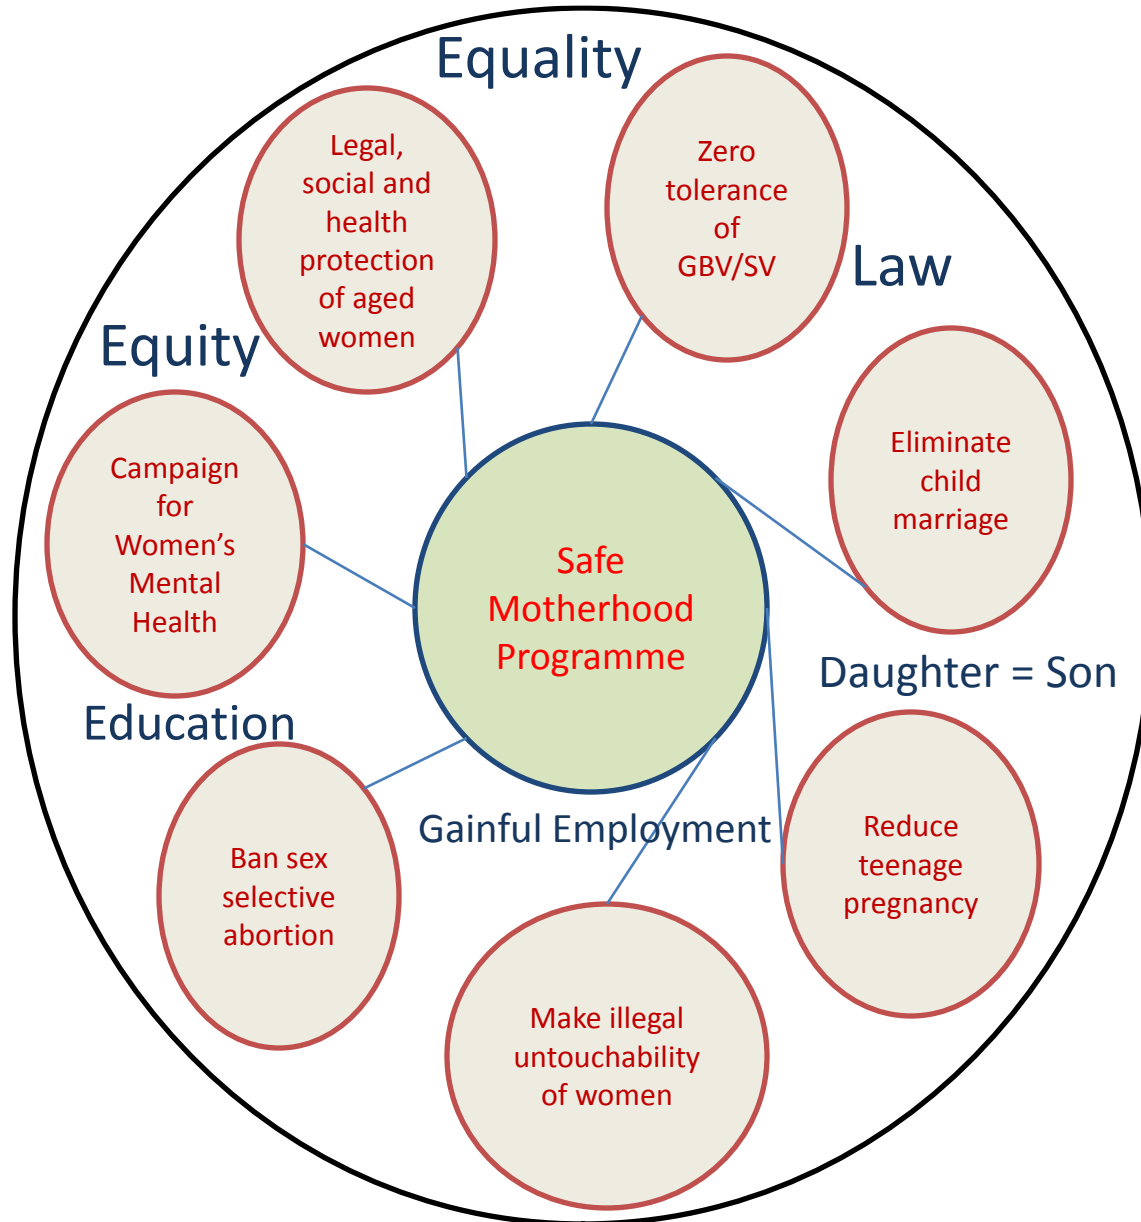 Equality
Legal,
social and
health
protection
of aged
women
Zero
tolerance
of
GBV/SV
Law
Equity
Campaign
for
Women's
Mental
Health
Eliminate
child
marriage
Safe
Motherhood
Programme
Daughter = Son
Education
Gainful Employment
Ban sex
selective
abortion
Reduce
teenage
pregnancy
Make illegal
untouchability
of women